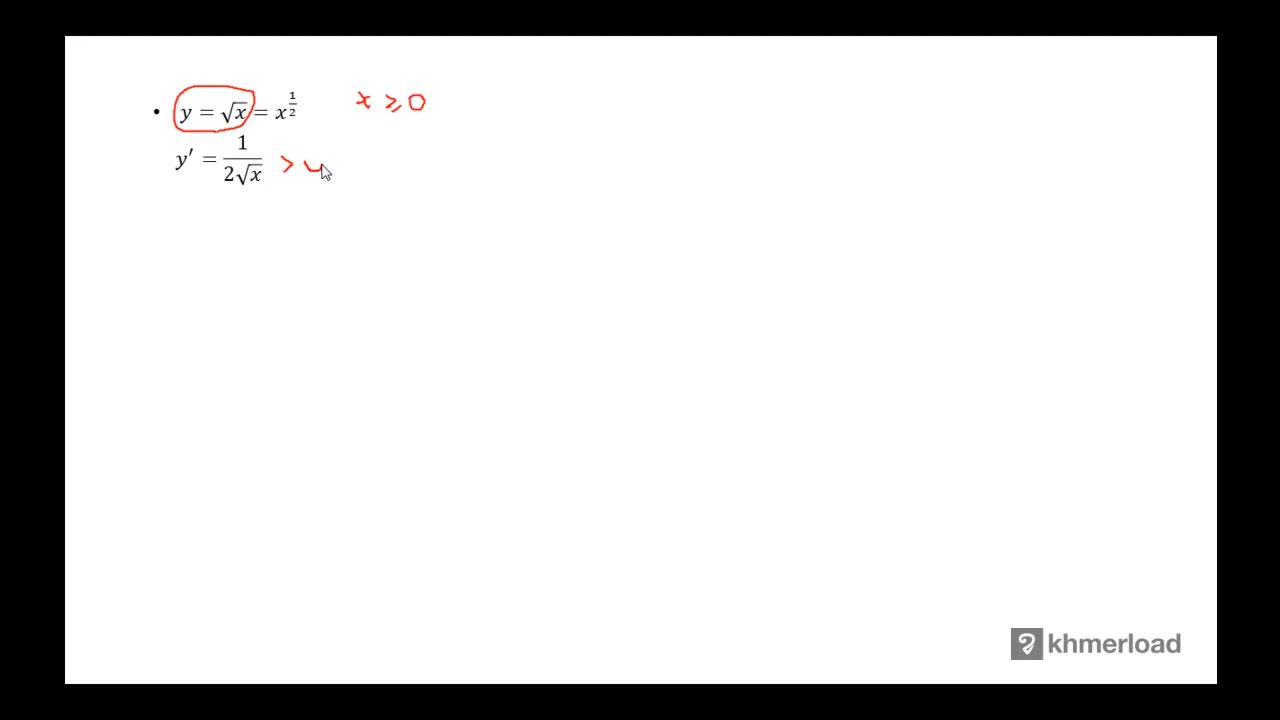 • y = √x = x^{1/2} x ≥ 0
y′ = 1/(2√x) >
khmerload